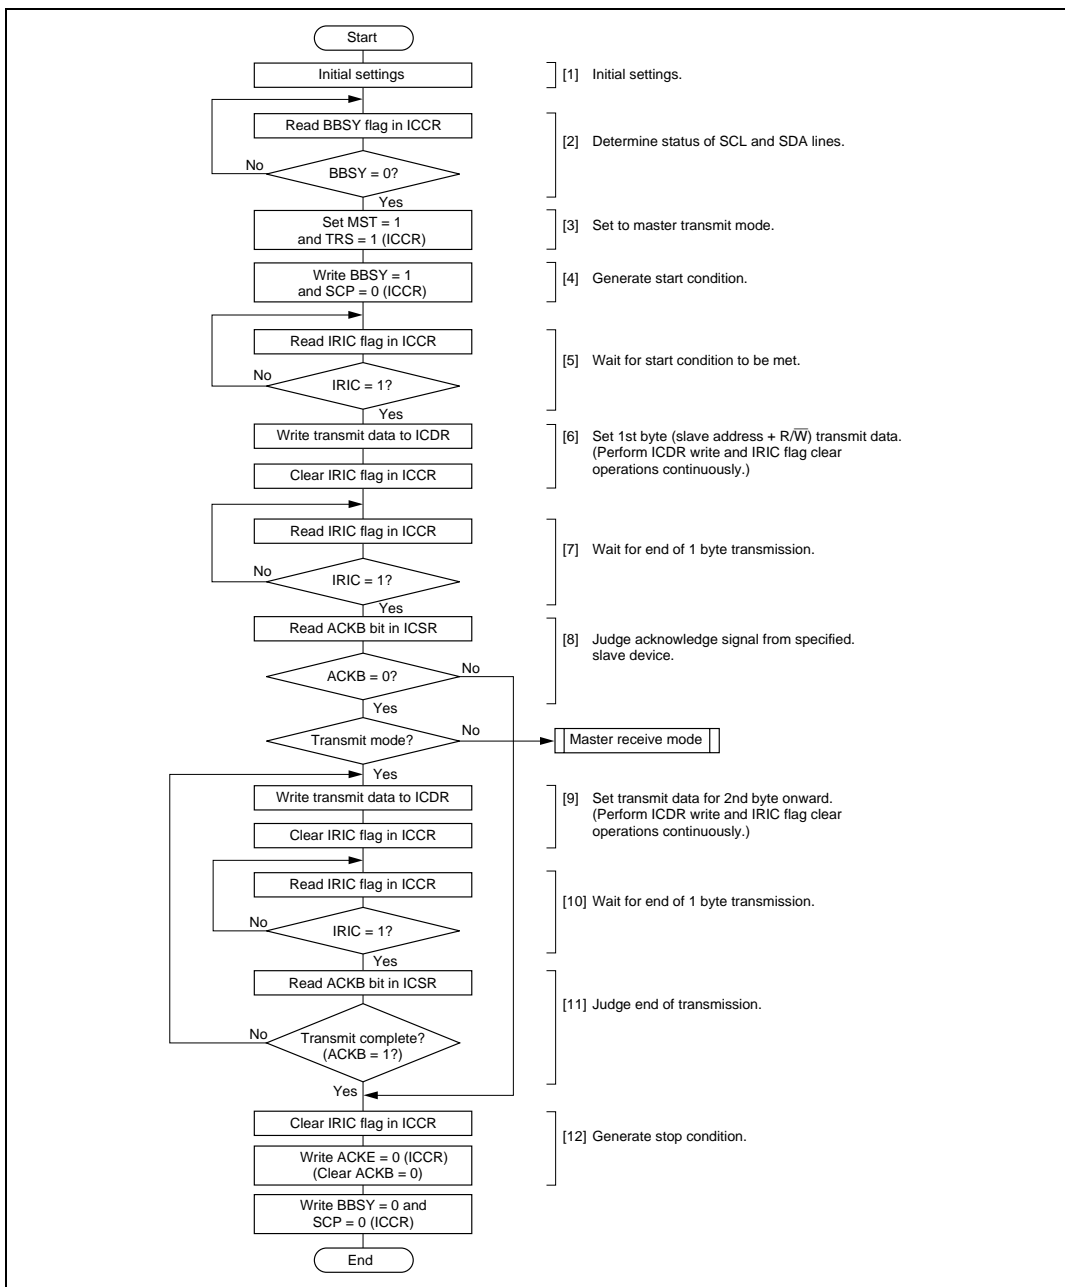 Start
Initial settings
[1] Initial settings.
Read BBSY flag in ICCR
[2] Determine status of SCL and SDA lines.
No
BBSY = 0?
Yes
Set MST = 1
and TRS = 1 (ICCR)
[3] Set to master transmit mode.
Write BBSY = 1
and SCP = 0 (ICCR)
[4] Generate start condition.
Read IRIC flag in ICCR
[5] Wait for start condition to be met.
No
IRIC = 1?
Yes
Write transmit data to ICDR
[6] Set 1st byte (slave address + R/W̅) transmit data.
(Perform ICDR write and IRIC flag clear
operations continuously.)
Clear IRIC flag in ICCR
Read IRIC flag in ICCR
[7] Wait for end of 1 byte transmission.
No
IRIC = 1?
Yes
Read ACKB bit in ICSR
[8] Judge acknowledge signal from specified.
slave device.
ACKB = 0?
No
Yes
Transmit mode?
No
Master receive mode
Yes
Write transmit data to ICDR
[9] Set transmit data for 2nd byte onward.
(Perform ICDR write and IRIC flag clear
operations continuously.)
Clear IRIC flag in ICCR
Read IRIC flag in ICCR
[10] Wait for end of 1 byte transmission.
No
IRIC = 1?
Yes
Read ACKB bit in ICSR
[11] Judge end of transmission.
No
Transmit complete?
(ACKB = 1?)
Yes
Clear IRIC flag in ICCR
[12] Generate stop condition.
Write ACKE = 0 (ICCR)
(Clear ACKB = 0)
Write BBSY = 0 and
SCP = 0 (ICCR)
End